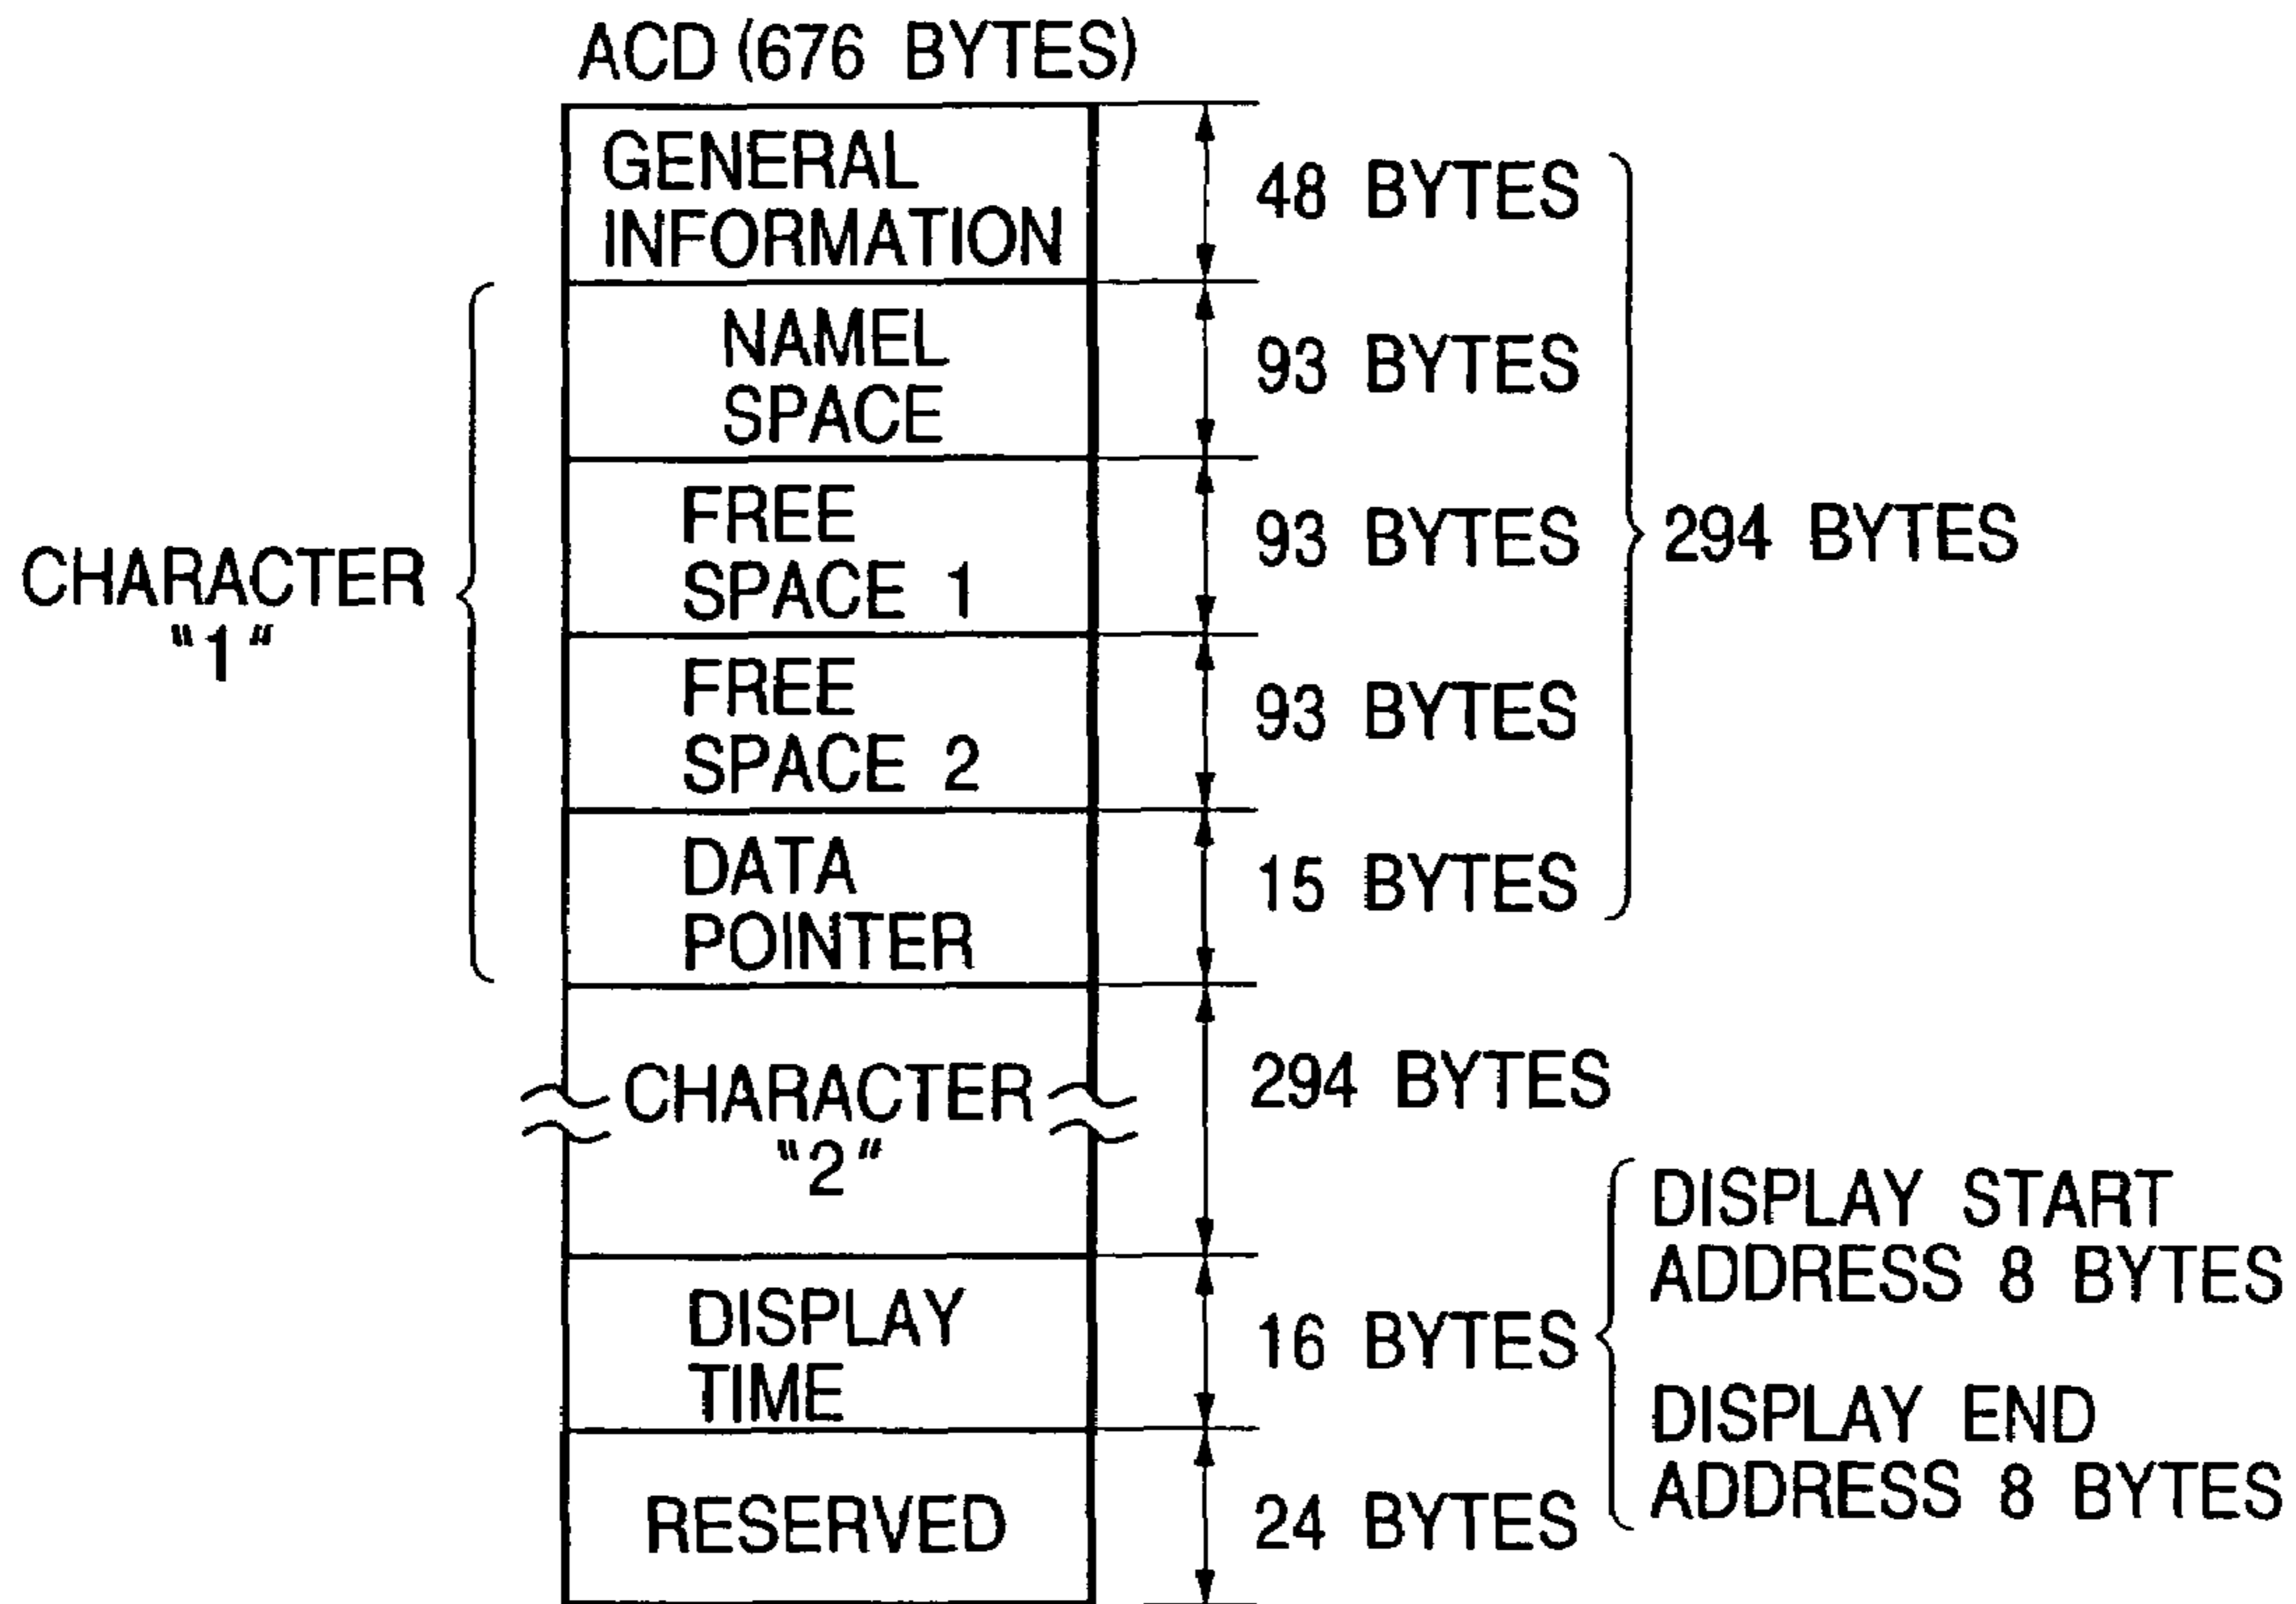 ACD (676 BYTES)
GENERAL
INFORMATION
48 BYTES
NAMEL
SPACE
93 BYTES
FREE
SPACE 1
93 BYTES
294 BYTES
CHARACTER
"1"
FREE
SPACE 2
93 BYTES
DATA
POINTER
15 BYTES
CHARACTER
"2"
294 BYTES
DISPLAY
TIME
16 BYTES
DISPLAY START
ADDRESS 8 BYTES
DISPLAY END
ADDRESS 8 BYTES
RESERVED
24 BYTES